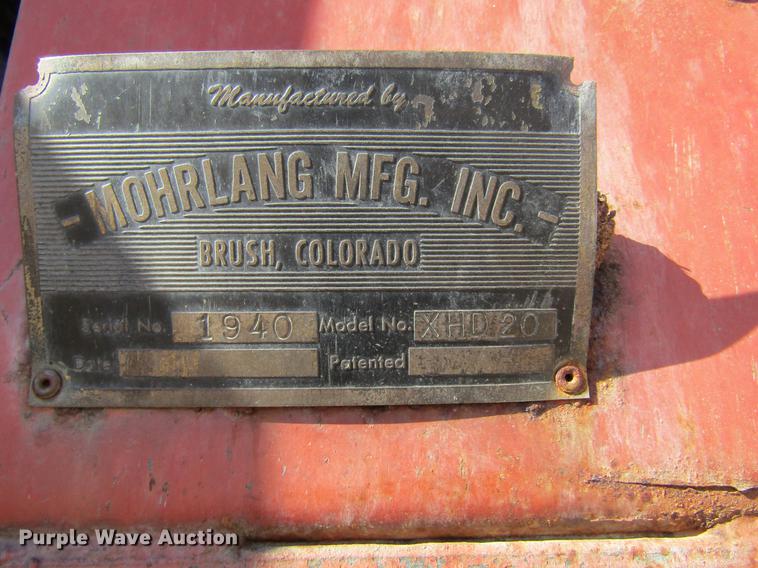 Manufactured by
- MOHRLANG MFG. INC. -
BRUSH, COLORADO
Serial No. 1940 Model No. XHD 20
Date Patented
Purple Wave Auction